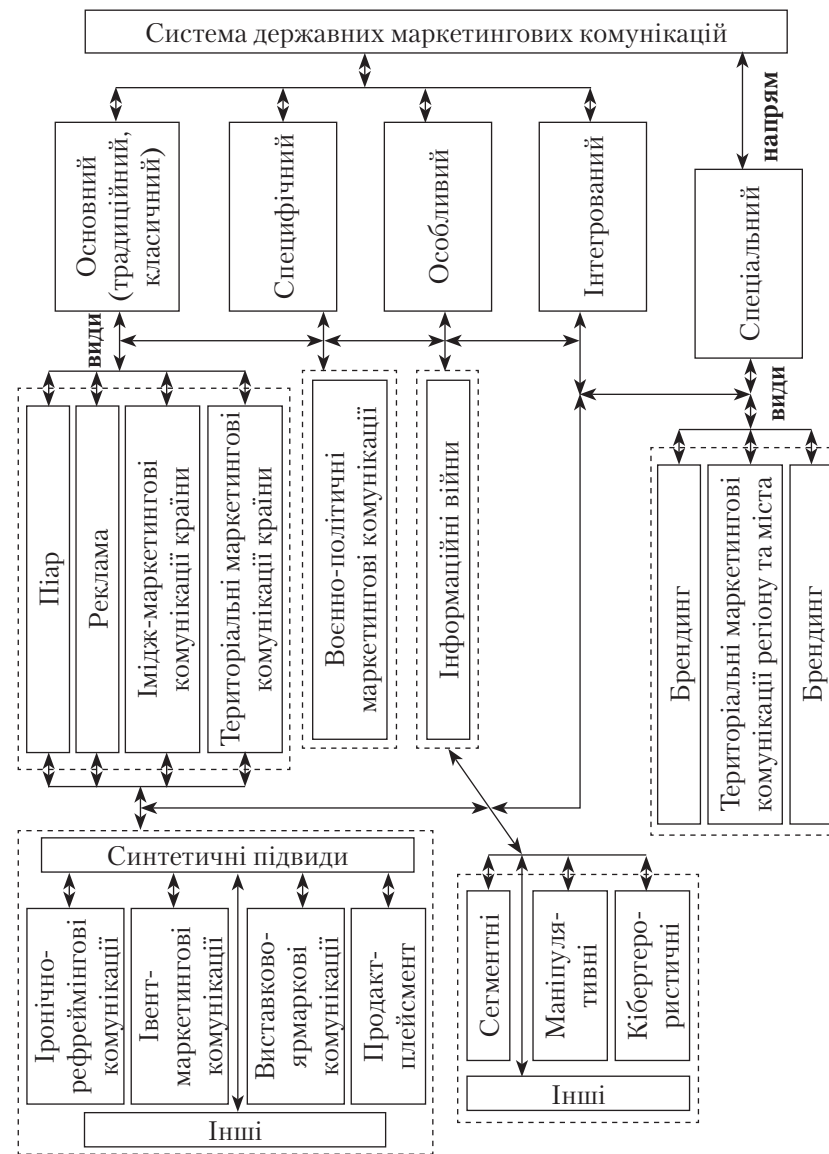 Система державних маркетингових комунікацій
напрям
Основний
(традиційний,
класичний)
Специфічний
Особливий
Інтегрований
Спеціальний
види
види
Піар
Реклама
Імідж-маркетингові
комунікації країни
Територіальні маркетингові
комунікації країни
Воєнно-політичні
маркетингові комунікації
Інформаційні війни
Брендинг
Територіальні маркетингові
комунікації регіону та міста
Брендинг
Синтетичні підвиди
Іронічно-
рефреймінгові
комунікації
Івент-
маркетингові
комунікації
Виставково-
ярмаркові
комунікації
Продакт-
плейсмент
Інші
Сегментні
Маніпуля-
тивні
Кібертеро-
ристичні
Інші